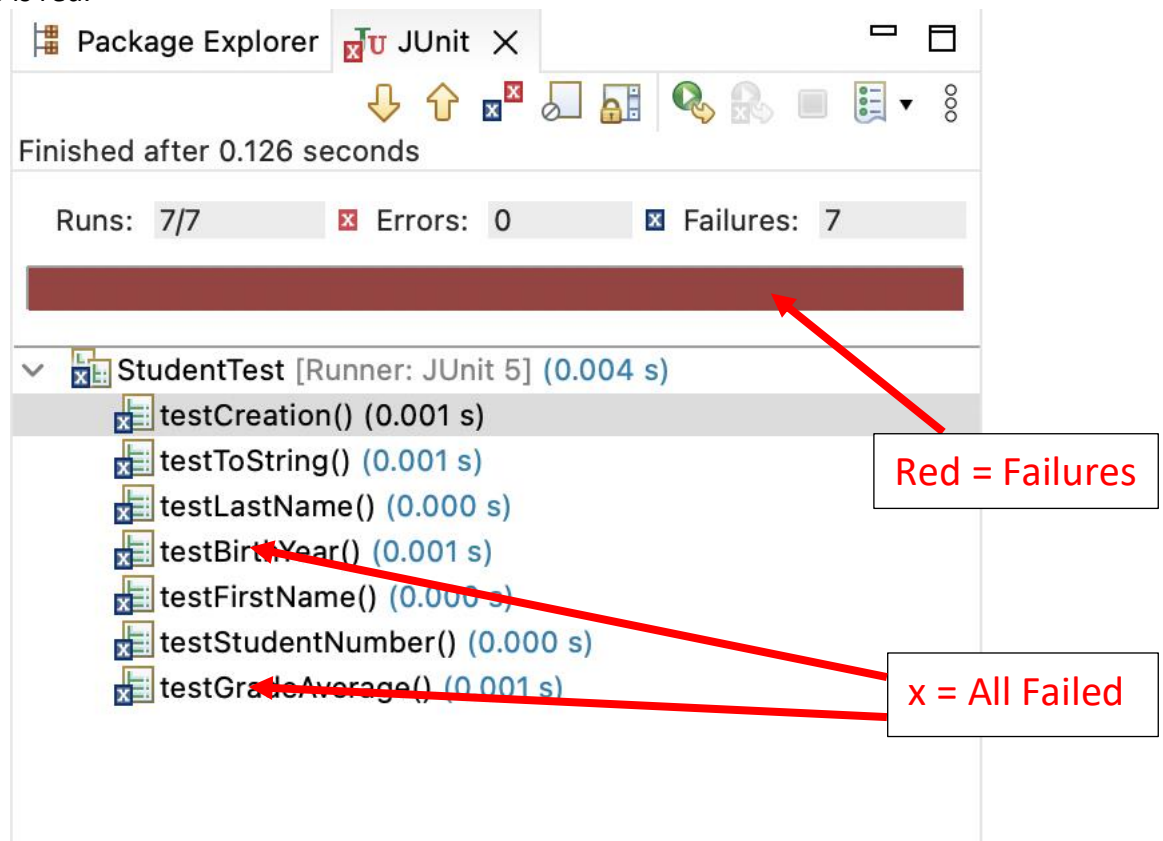 Package Explorer JUnit
Finished after 0.126 seconds
Runs: 7/7 Errors: 0 Failures: 7
StudentTest [Runner: JUnit 5] (0.004 s)
testCreation() (0.001 s)
testToString() (0.001 s)
testLastName() (0.000 s)
testBirthYear() (0.001 s)
testFirstName() (0.000 s)
testStudentNumber() (0.000 s)
testGradeAverage() (0.001 s)
Red = Failures
x = All Failed